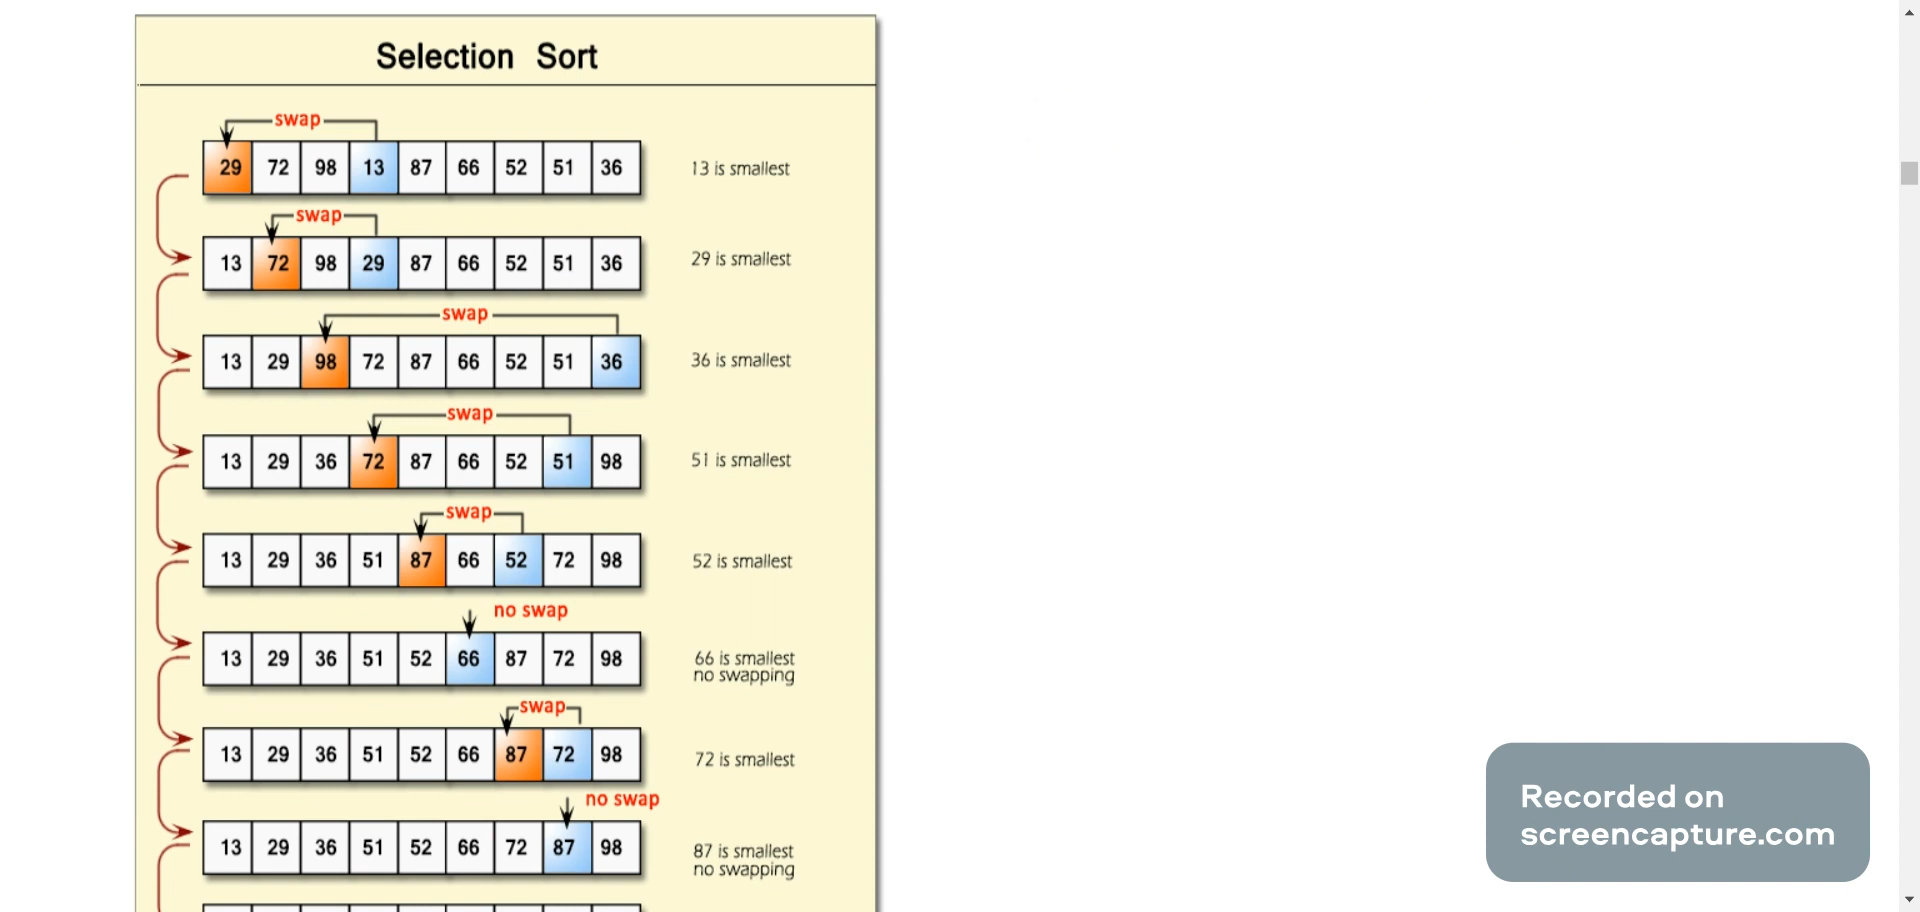 Selection Sort
swap
29 72 98 13 87 66 52 51 36 13 is smallest
swap
13 72 98 29 87 66 52 51 36 29 is smallest
swap
13 29 98 72 87 66 52 51 36 36 is smallest
swap
13 29 36 72 87 66 52 51 98 51 is smallest
swap
13 29 36 51 87 66 52 72 98 52 is smallest
no swap
13 29 36 51 52 66 87 72 98 66 is smallest
no swapping
swap
13 29 36 51 52 66 87 72 98 72 is smallest
no swap
13 29 36 51 52 66 72 87 98 87 is smallest
no swapping
Recorded on
screencapture.com